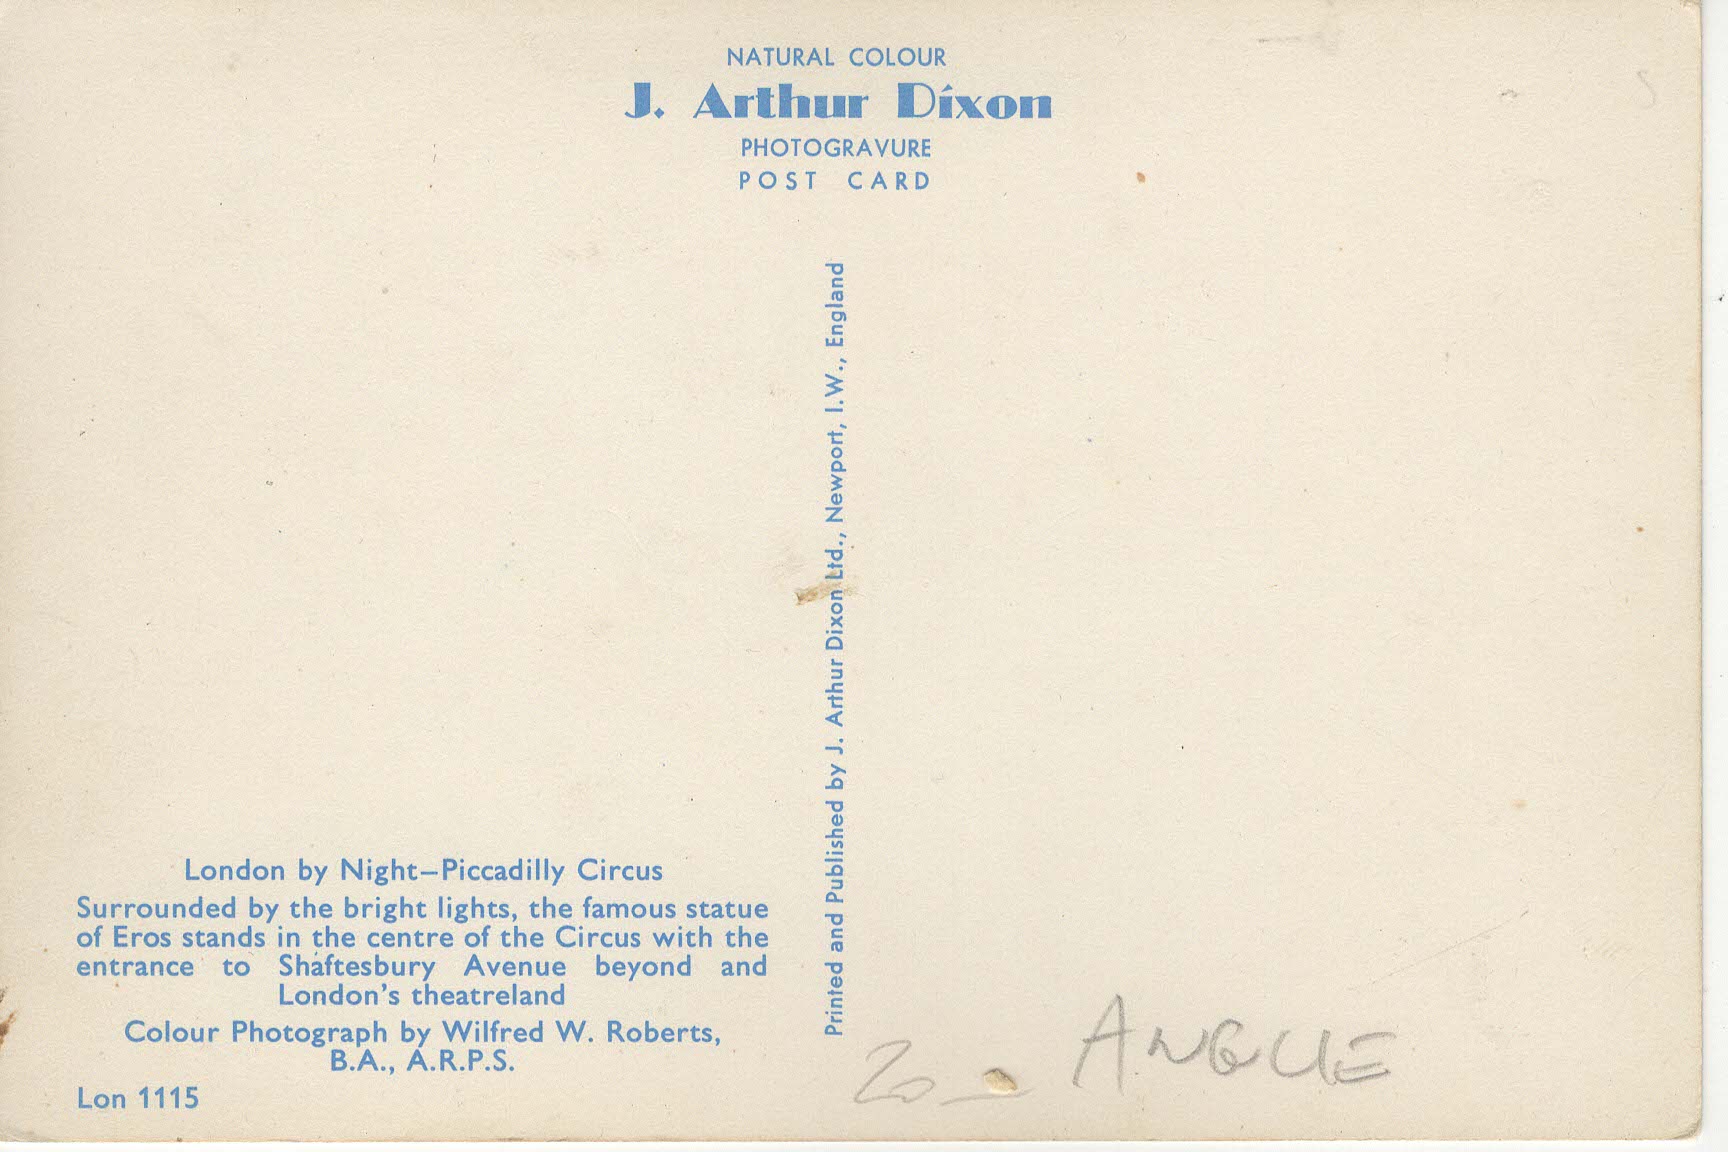 NATURAL COLOUR
J. Arthur Dixon
PHOTOGRAVURE
POST CARD
Printed and Published by J. Arthur Dixon Ltd., Newport, I.W., England
London by Night–Piccadilly Circus
Surrounded by the bright lights, the famous statue
of Eros stands in the centre of the Circus with the
entrance to Shaftesbury Avenue beyond and
London's theatreland
Colour Photograph by Wilfred W. Roberts,
B.A., A.R.P.S.
Lon 1115
20 –